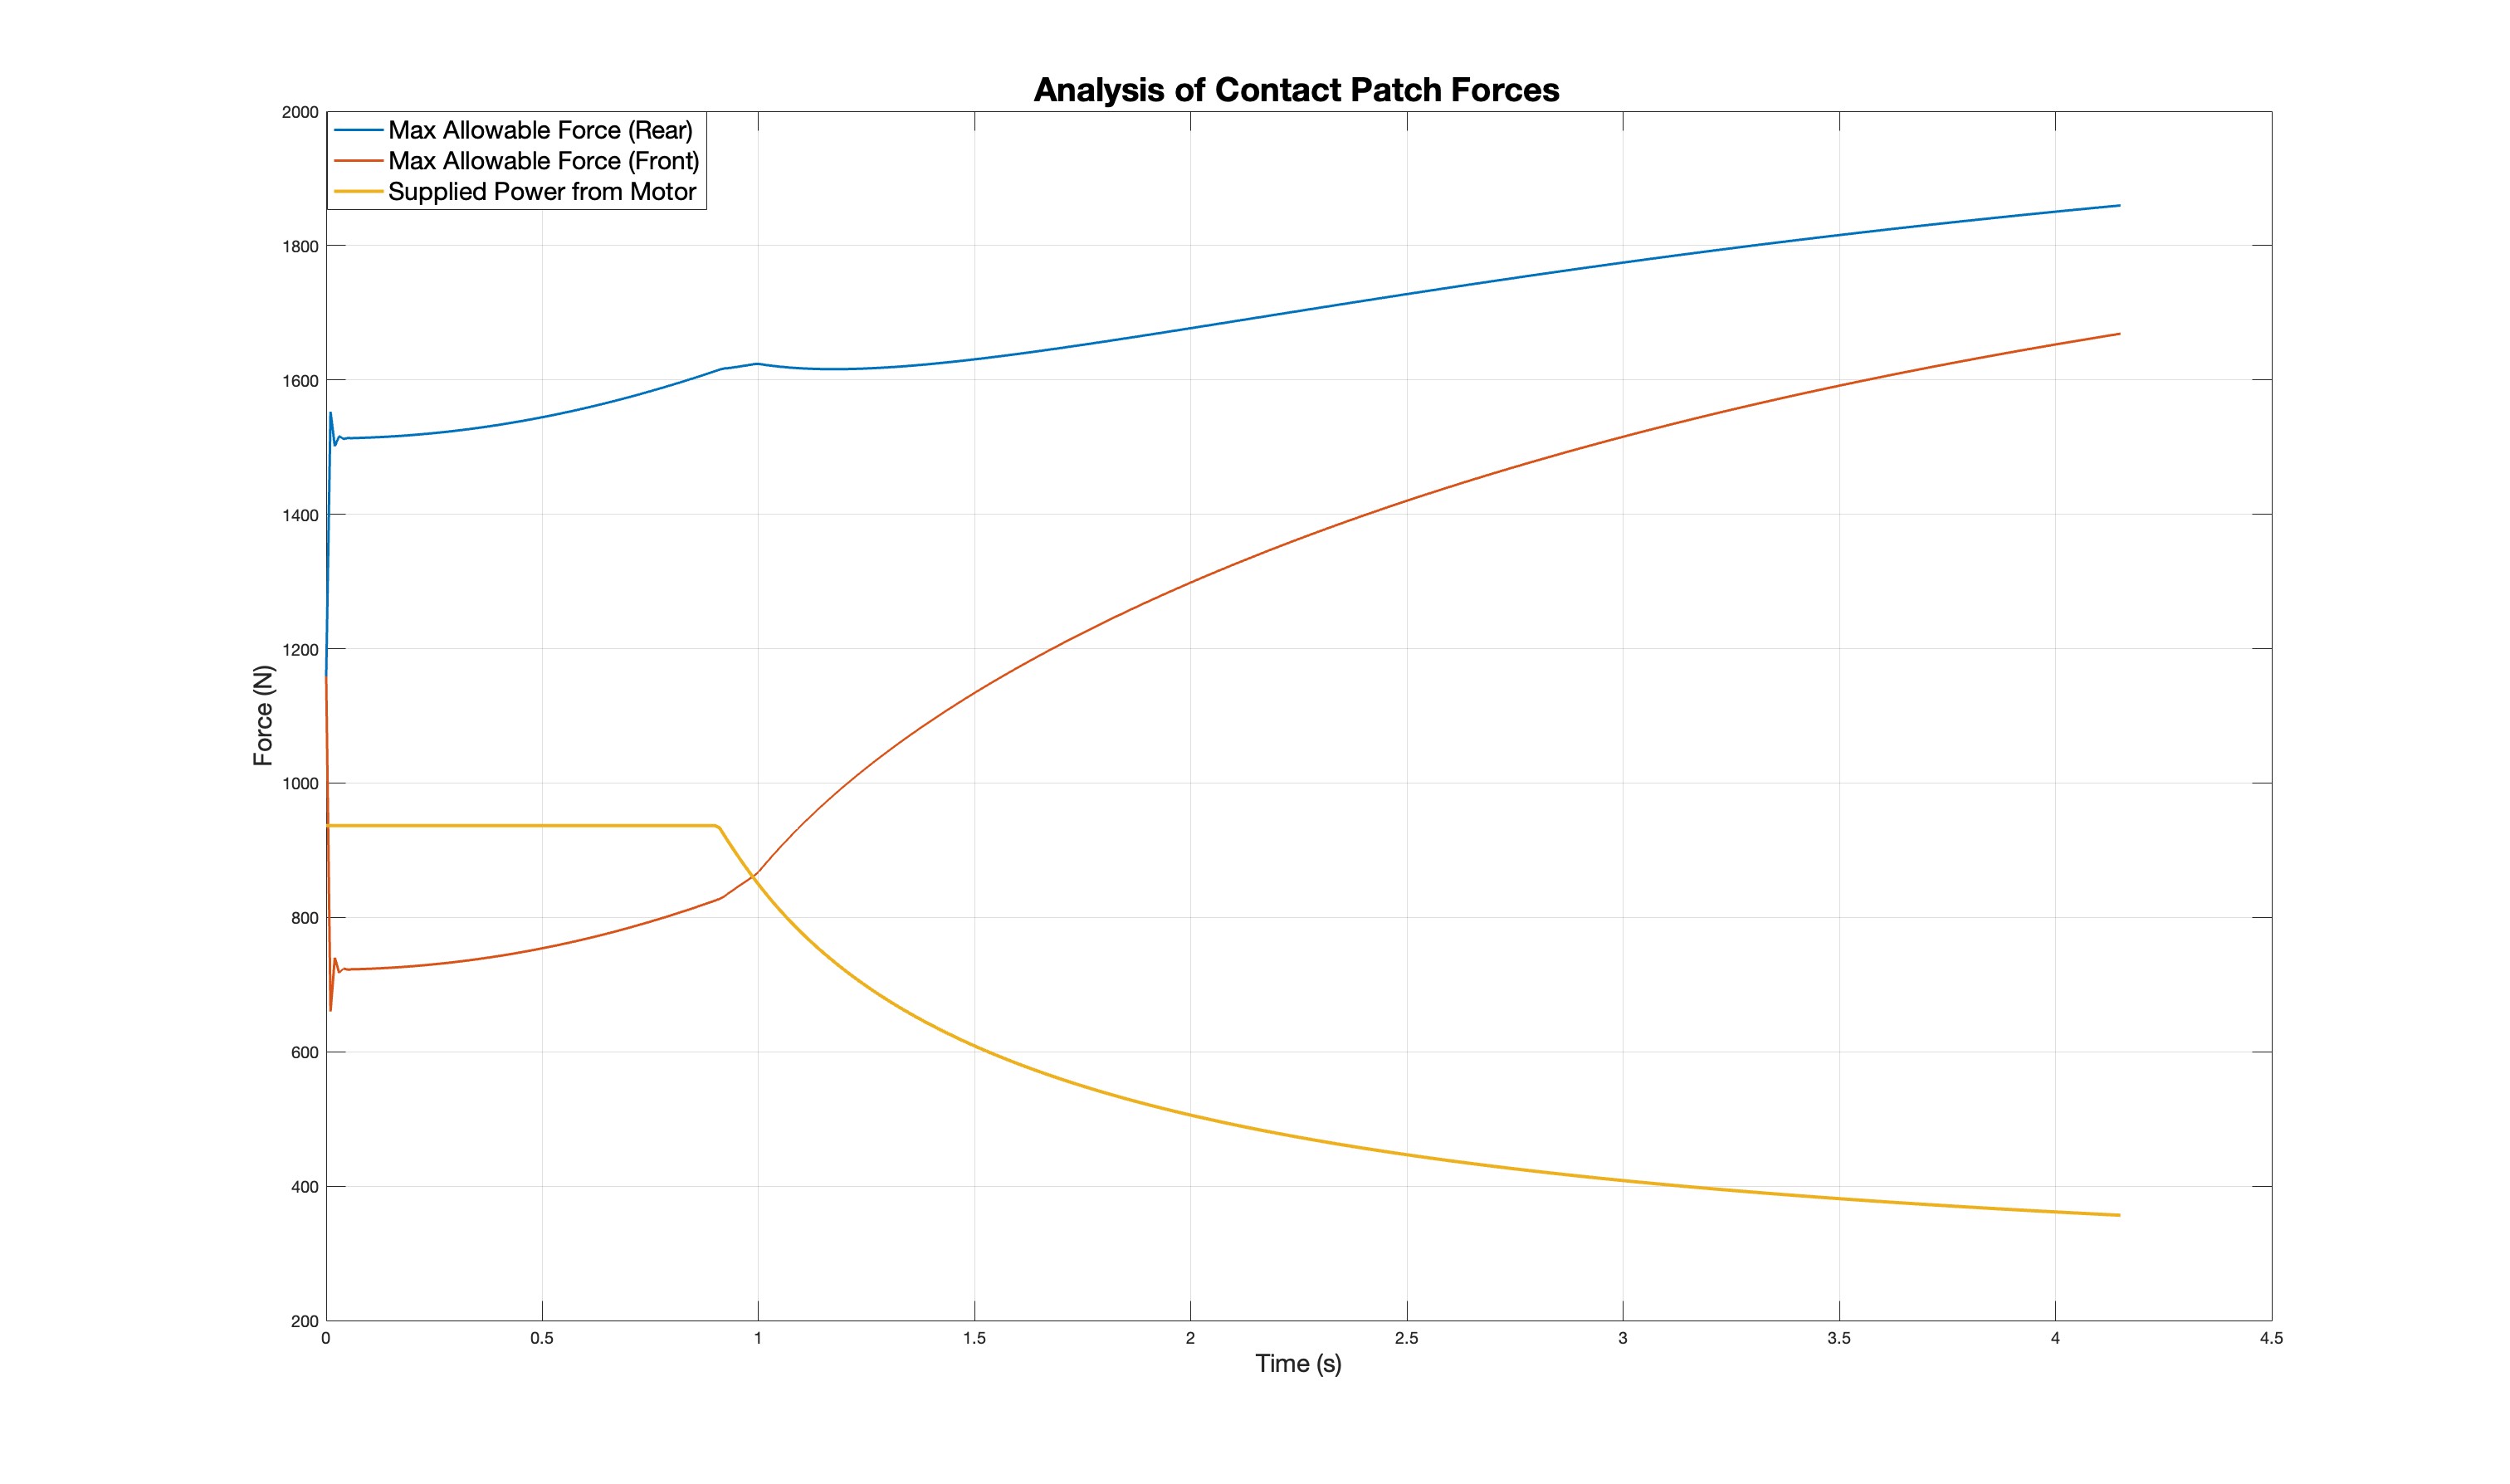 Analysis of Contact Patch Forces
Max Allowable Force (Rear)
Max Allowable Force (Front)
Supplied Power from Motor
Force (N)
2000
1800
1600
1400
1200
1000
800
600
400
200
0 0.5 1 1.5 2 2.5 3 3.5 4 4.5
Time (s)